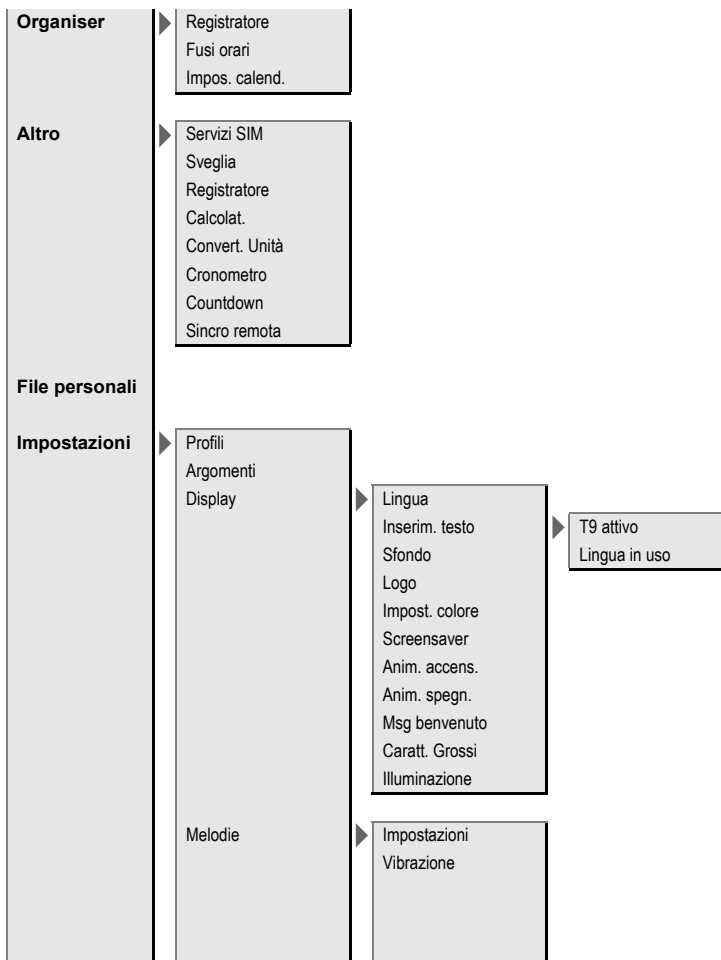 Organiser
Registratore
Fusi orari
Impos. calend.
Altro
Servizi SIM
Sveglia
Registratore
Calcolat.
Convert. Unità
Cronometro
Countdown
Sincro remota
File personali
Impostazioni
Profili
Argomenti
Display
Lingua
Inserim. testo
T9 attivo
Lingua in uso
Sfondo
Logo
Impost. colore
Screensaver
Anim. accens.
Anim. spegn.
Msg benvenuto
Caratt. Grossi
Illuminazione
Melodie
Impostazioni
Vibrazione